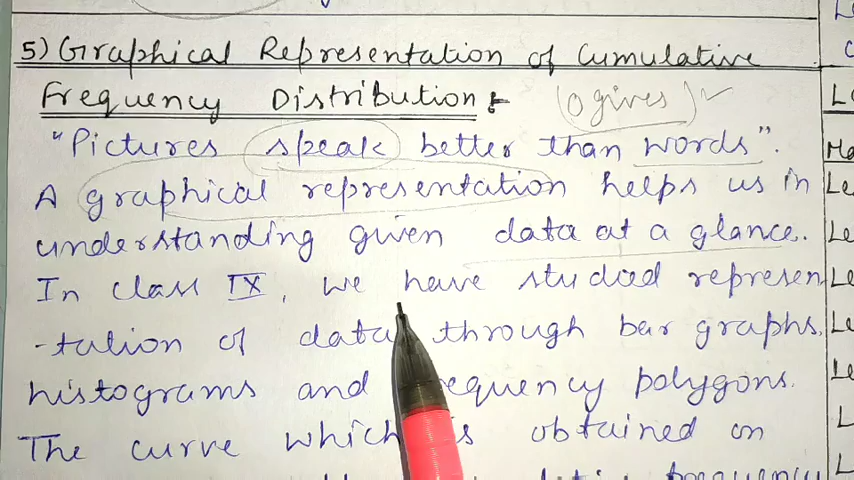 5) Graphical Representation of Cumulative
Frequency Distribution :- (Ogives)
"Pictures speak better than words".
A graphical representation helps us in
understanding given data at a glance.
In class IX, we have studied represen
-tation of data through bar graphs,
histograms and frequency polygons.
The curve which is obtained on
frequency